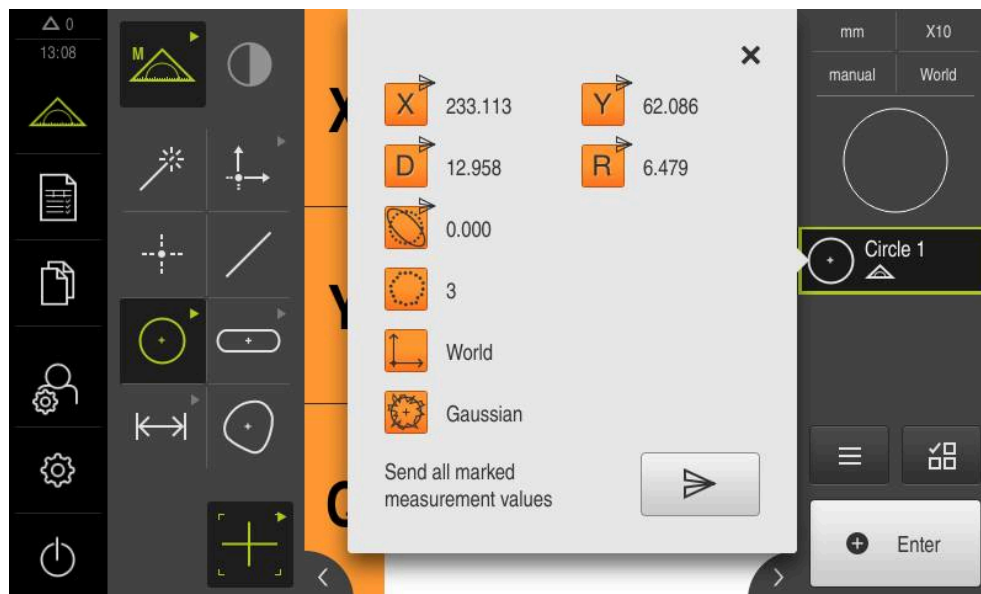 0
13:08
M
X
Y
X 233.113
Y 62.086
D 12.958
R 6.479
0.000
3
World
Gaussian
Send all marked
measurement values
mm
X10
manual
World
Circle 1
Enter